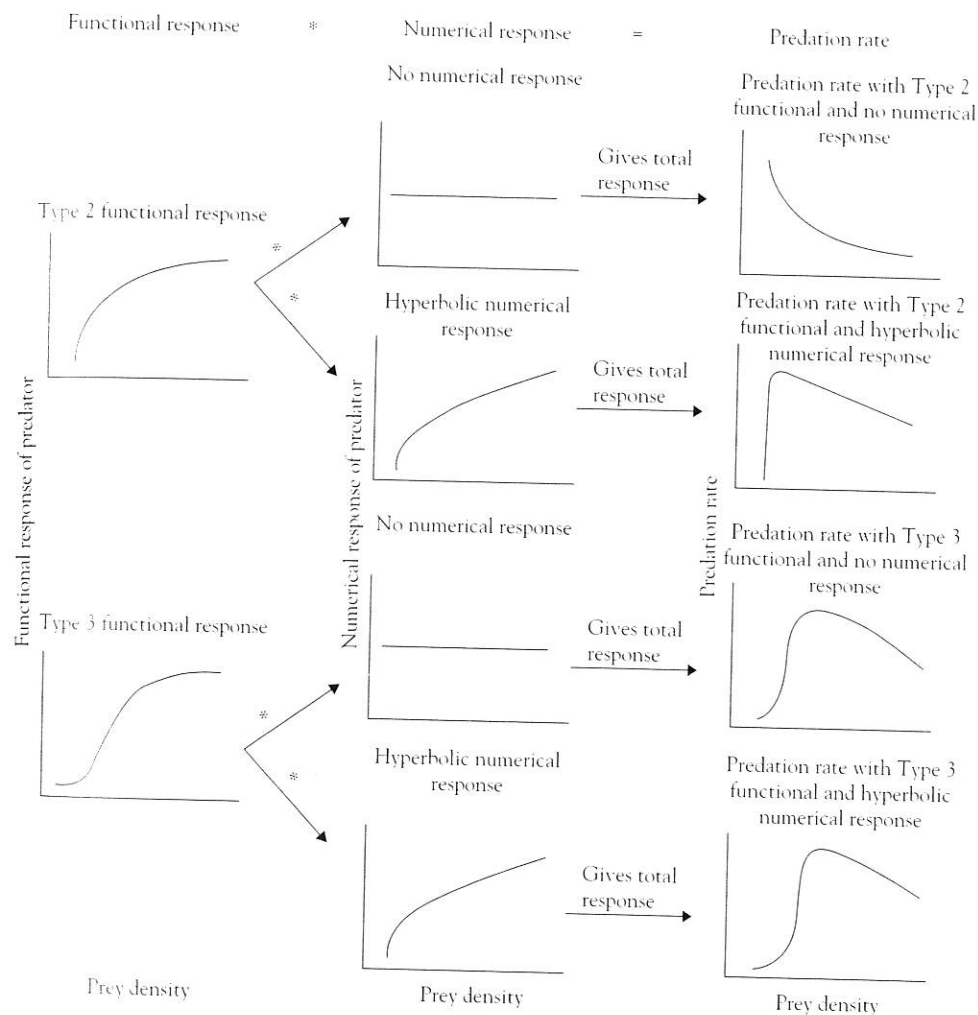 Functional response * Numerical response = Predation rate
No numerical response
Predation rate with Type 2
functional and no numerical
response
Gives total
response
Type 2 functional response
*
*
Hyperbolic numerical
response
Predation rate with Type 2
functional and hyperbolic
numerical response
Gives total
response
Functional response of predator
Numerical response of predator
Predation rate
No numerical response
Predation rate with Type 3
functional and no numerical
response
Type 3 functional response
Gives total
response
*
*
Hyperbolic numerical
response
Predation rate with Type 3
functional and hyperbolic
numerical response
Gives total
response
Prey density
Prey density
Prey density